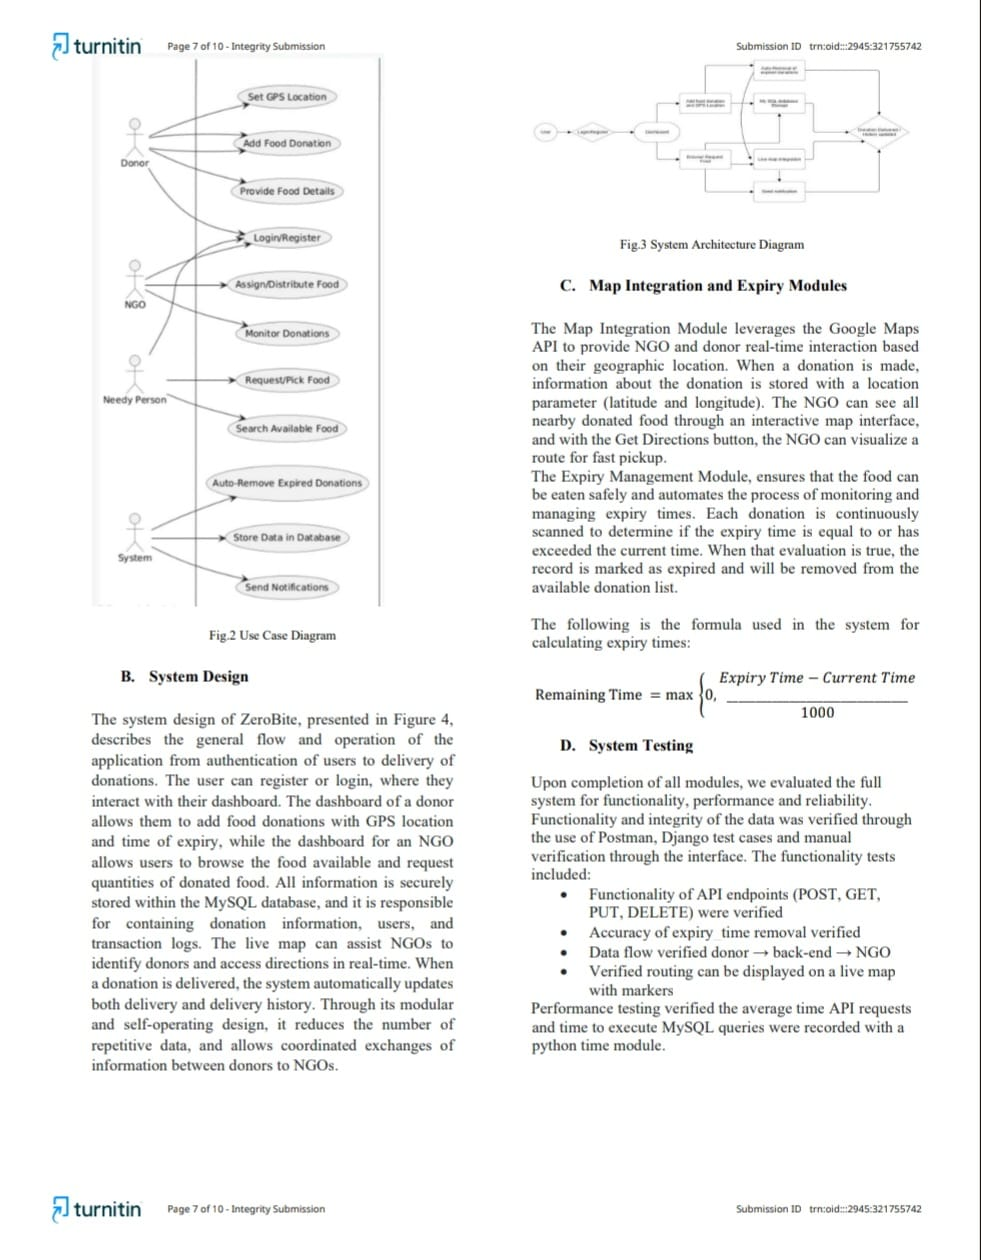 turnitin Page 7 of 10 - Integrity Submission Submission ID trn:oid:::2945:321755742
Set GPS Location
Add Food Donation
Donor
Provide Food Details
Login/Register
Assign/Distribute Food
NGO
Monitor Donations
Request/Pick Food
Needy Person
Search Available Food
Auto-Remove Expired Donations
Store Data in Database
System
Send Notifications
Fig.2 Use Case Diagram
B. System Design
The system design of ZeroBite, presented in Figure 4,
describes the general flow and operation of the
application from authentication of users to delivery of
donations. The user can register or login, where they
interact with their dashboard. The dashboard of a donor
allows them to add food donations with GPS location
and time of expiry, while the dashboard for an NGO
allows users to browse the food available and request
quantities of donated food. All information is securely
stored within the MySQL database, and it is responsible
for containing donation information, users, and
transaction logs. The live map can assist NGOs to
identify donors and access directions in real-time. When
a donation is delivered, the system automatically updates
both delivery and delivery history. Through its modular
and self-operating design, it reduces the number of
repetitive data, and allows coordinated exchanges of
information between donors to NGOs.
User
Login/Register
Dashboard
Live map integration
Send notification
Fig.3 System Architecture Diagram
C. Map Integration and Expiry Modules
The Map Integration Module leverages the Google Maps
API to provide NGO and donor real-time interaction based
on their geographic location. When a donation is made,
information about the donation is stored with a location
parameter (latitude and longitude). The NGO can see all
nearby donated food through an interactive map interface,
and with the Get Directions button, the NGO can visualize a
route for fast pickup.
The Expiry Management Module, ensures that the food can
be eaten safely and automates the process of monitoring and
managing expiry times. Each donation is continuously
scanned to determine if the expiry time is equal to or has
exceeded the current time. When that evaluation is true, the
record is marked as expired and will be removed from the
available donation list.
The following is the formula used in the system for
calculating expiry times:
Expiry Time − Current Time
Remaining Time = max {0,
1000
D. System Testing
Upon completion of all modules, we evaluated the full
system for functionality, performance and reliability.
Functionality and integrity of the data was verified through
the use of Postman, Django test cases and manual
verification through the interface. The functionality tests
included:
• Functionality of API endpoints (POST, GET,
PUT, DELETE) were verified
• Accuracy of expiry_time removal verified
• Data flow verified donor → back-end → NGO
• Verified routing can be displayed on a live map
with markers
Performance testing verified the average time API requests
and time to execute MySQL queries were recorded with a
python time module.
turnitin Page 7 of 10 - Integrity Submission Submission ID trn:oid:::2945:321755742